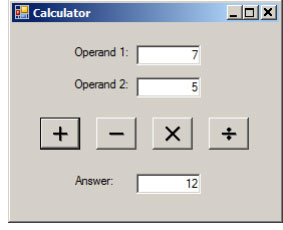 Calculator
Operand 1: 7
Operand 2: 5
+ − × ÷
Answer: 12